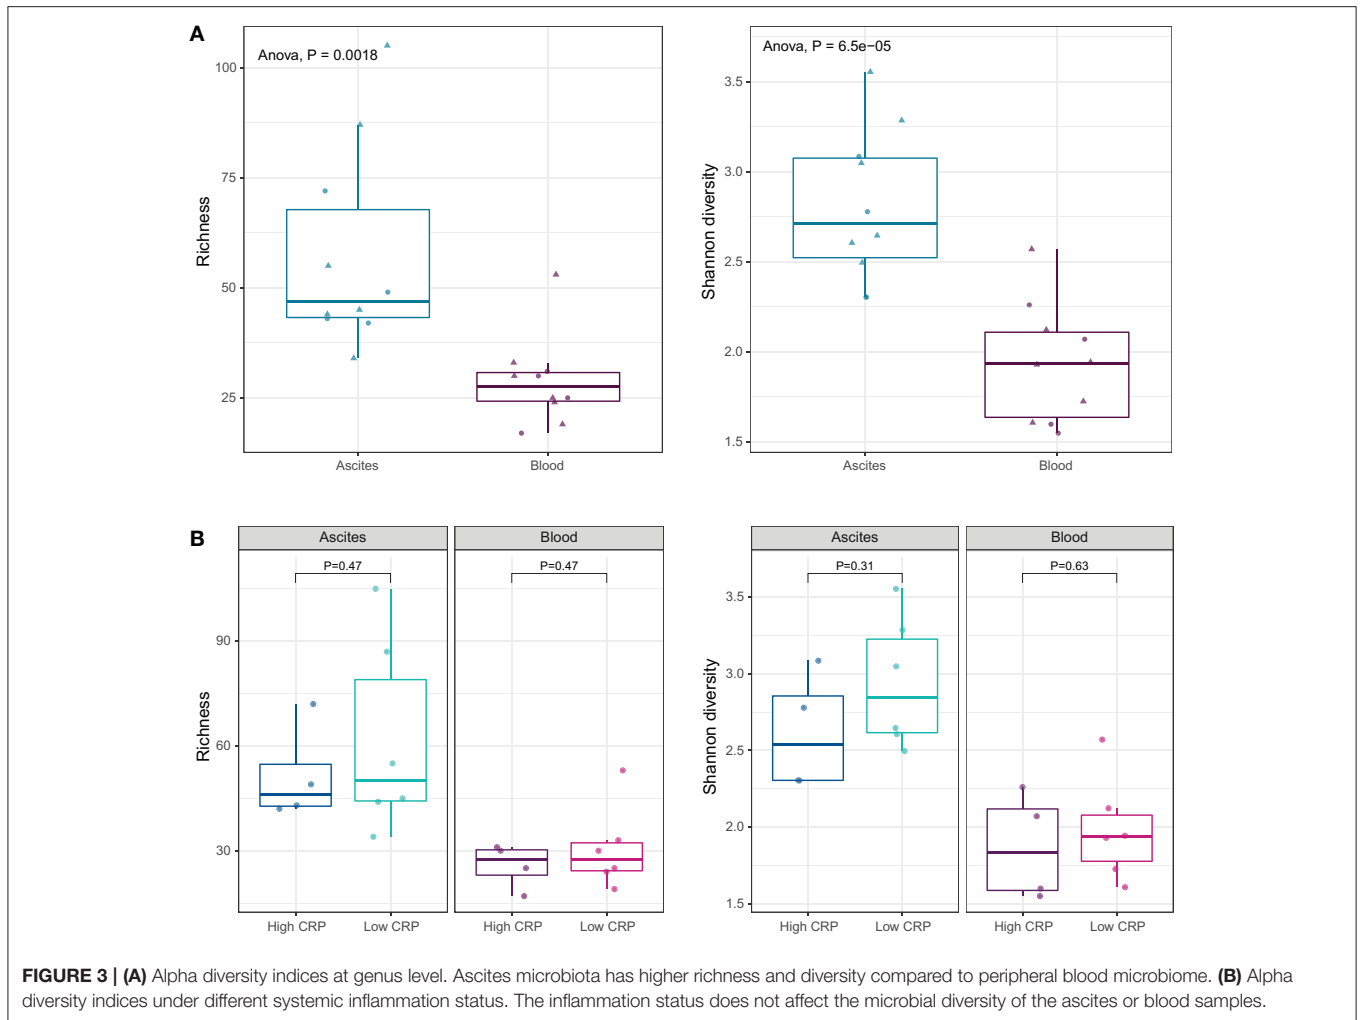 A
Anova, P = 0.0018
100
75
50
25
Richness
Ascites
Blood
Anova, P = 6.5e−05
3.5
3.0
2.5
2.0
1.5
Shannon diversity
Ascites
Blood
B
Ascites
Blood
P=0.47
P=0.47
90
60
30
Richness
High CRP
Low CRP
High CRP
Low CRP
Ascites
Blood
P=0.31
P=0.63
3.5
3.0
2.5
2.0
1.5
Shannon diversity
High CRP
Low CRP
High CRP
Low CRP
FIGURE 3 | (A) Alpha diversity indices at genus level. Ascites microbiota has higher richness and diversity compared to peripheral blood microbiome. (B) Alpha
diversity indices under different systemic inflammation status. The inflammation status does not affect the microbial diversity of the ascites or blood samples.